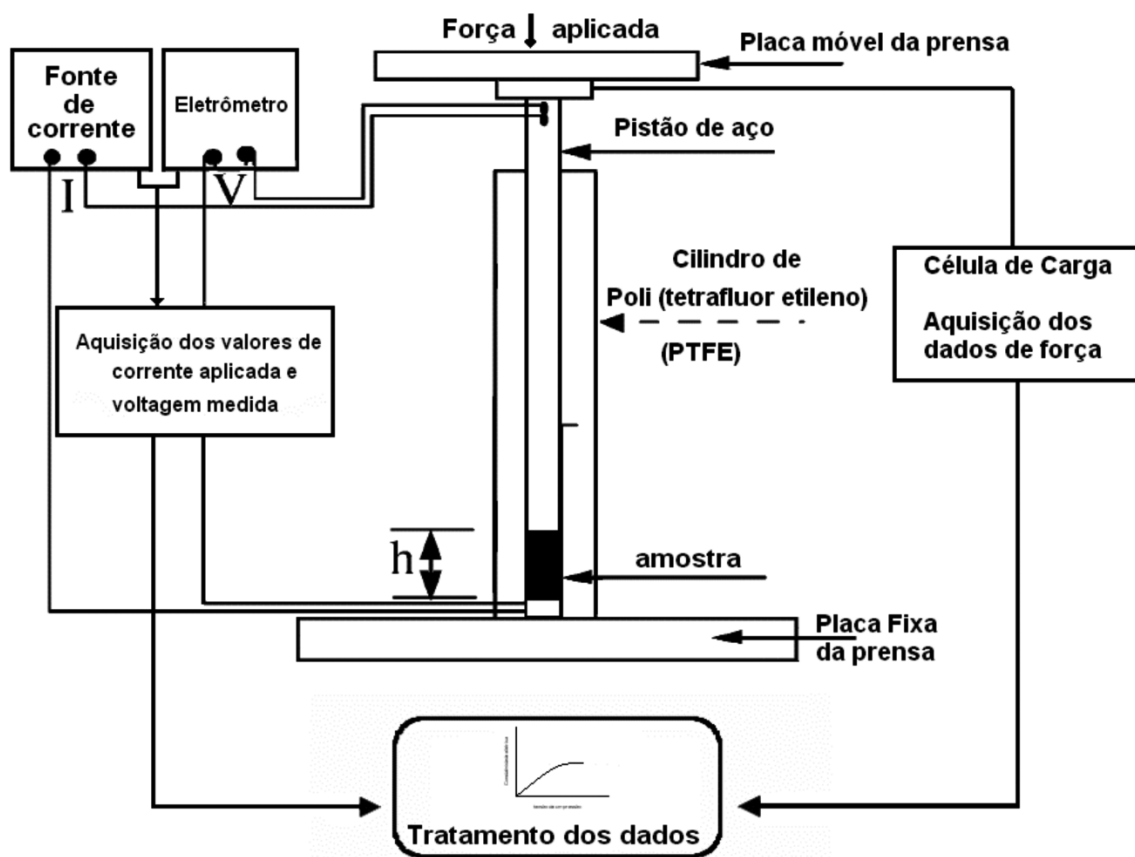 Força aplicada
Placa móvel da prensa
Fonte
de
corrente
Eletrômetro
I
V
Pistão de aço
Cilindro de
Poli (tetrafluor etileno)
(PTFE)
Célula de Carga
Aquisição dos
dados de força
Aquisição dos valores de
corrente aplicada e
voltagem medida
h
amostra
Placa Fixa
da prensa
Tratamento dos dados